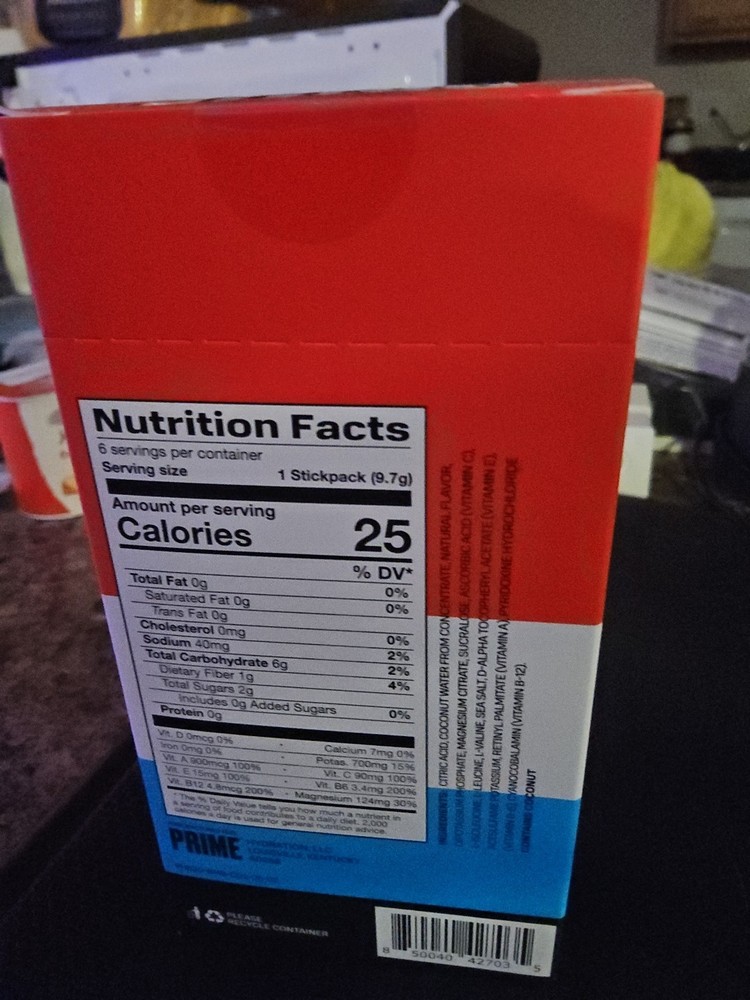 Nutrition Facts
6 servings per container
Serving size 1 Stickpack (9.7g)
Amount per serving
Calories 25
% DV*
Total Fat 0g 0%
Saturated Fat 0g 0%
Trans Fat 0g
Cholesterol 0mg 0%
Sodium 40mg 2%
Total Carbohydrate 6g 2%
Dietary Fiber 1g 4%
Total Sugars 2g
Includes 0g Added Sugars 0%
Protein 0g
Vit. D 0mcg 0% • Calcium 7mg 0%
Iron 0mg 0% • Potas. 700mg 15%
Vit. A 900mcg 100% • Vit. C 90mg 100%
Vit. E 15mg 100% • Vit. B6 3.4mg 200%
Vit. B12 4.8mcg 200% • Magnesium 124mg 30%
* The % Daily Value tells you how much a nutrient in
a serving of food contributes to a daily diet. 2,000
calories a day is used for general nutrition advice.
INGREDIENTS: CITRIC ACID, COCONUT WATER FROM CONCENTRATE, NATURAL FLAVOR,
PHOSPHATE, MAGNESIUM CITRATE, SUCRALOSE, ASCORBIC ACID (VITAMIN C),
L-ISOLEUCINE, L-LEUCINE, L-VALINE, SEA SALT, D-ALPHA TOCOPHERYL ACETATE (VITAMIN E),
ACESULFAME POTASSIUM, RETINYL PALMITATE (VITAMIN A), PYRIDOXINE HYDROCHLORIDE
CYANOCOBALAMIN (VITAMIN B-12).
CONTAINS: COCONUT
PRIME HYDRATION, LLC
LOUISVILLE, KENTUCKY
PLEASE
RECYCLE CONTAINER
8 50040 42703 5